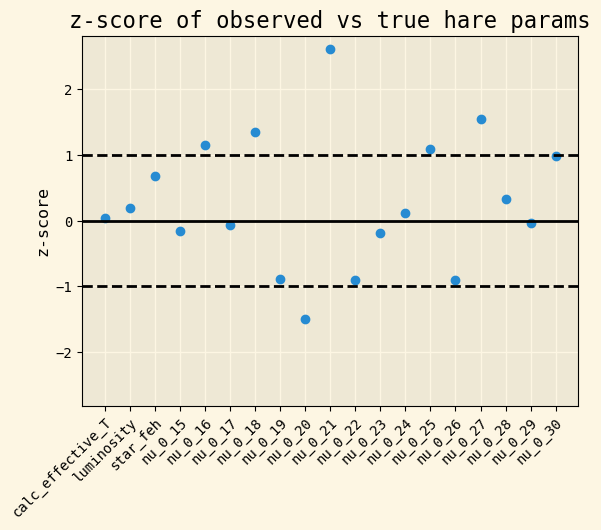 z-score of observed vs true hare params
z-score
2
1
0
−1
−2
calc_effective_T
luminosity
star_feh
nu_0_15
nu_0_16
nu_0_17
nu_0_18
nu_0_19
nu_0_20
nu_0_21
nu_0_22
nu_0_23
nu_0_24
nu_0_25
nu_0_26
nu_0_27
nu_0_28
nu_0_29
nu_0_30